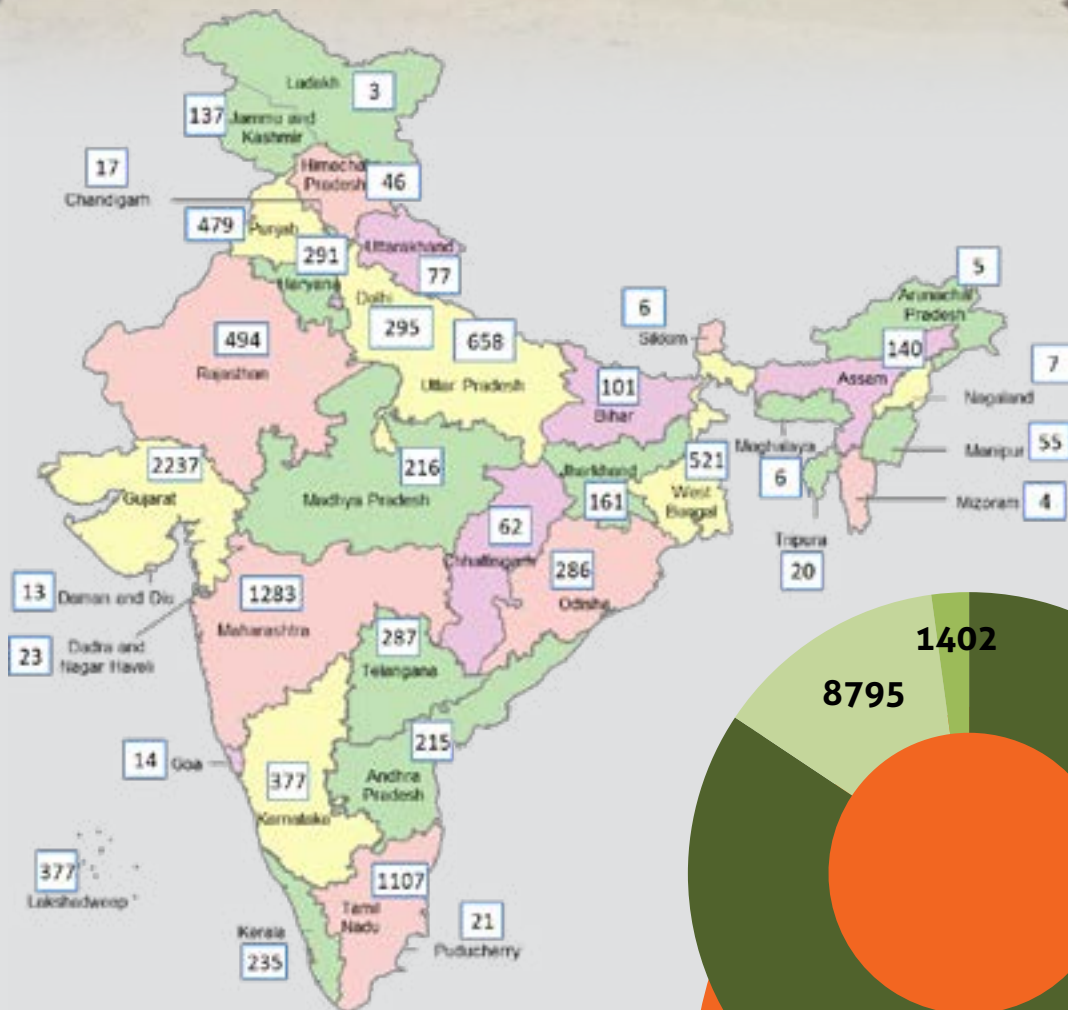 Ladakh
3
137
Jammu and
Kashmir
17
Chandigarh
Himachal
Pradesh
46
479
Punjab
291
Haryana
Uttarakhand
77
Delhi
295
658
Uttar Pradesh
494
Rajasthan
6
Sikkim
5
Arunachal
Pradesh
140
Assam
7
Nagaland
101
Bihar
Meghalaya
6
Manipur
55
Mizoram
4
Tripura
20
2237
Gujarat
216
Madhya Pradesh
Jharkhand
161
521
West
Bengal
62
Chhattisgarh
286
Odisha
13
Daman and Diu
23
Dadra and
Nagar Haveli
1283
Maharashtra
287
Telangana
215
Andhra
Pradesh
14
Goa
377
Karnataka
377
Lakshadweep
1107
Tamil
Nadu
21
Puducherry
Kerala
235
1402
8795